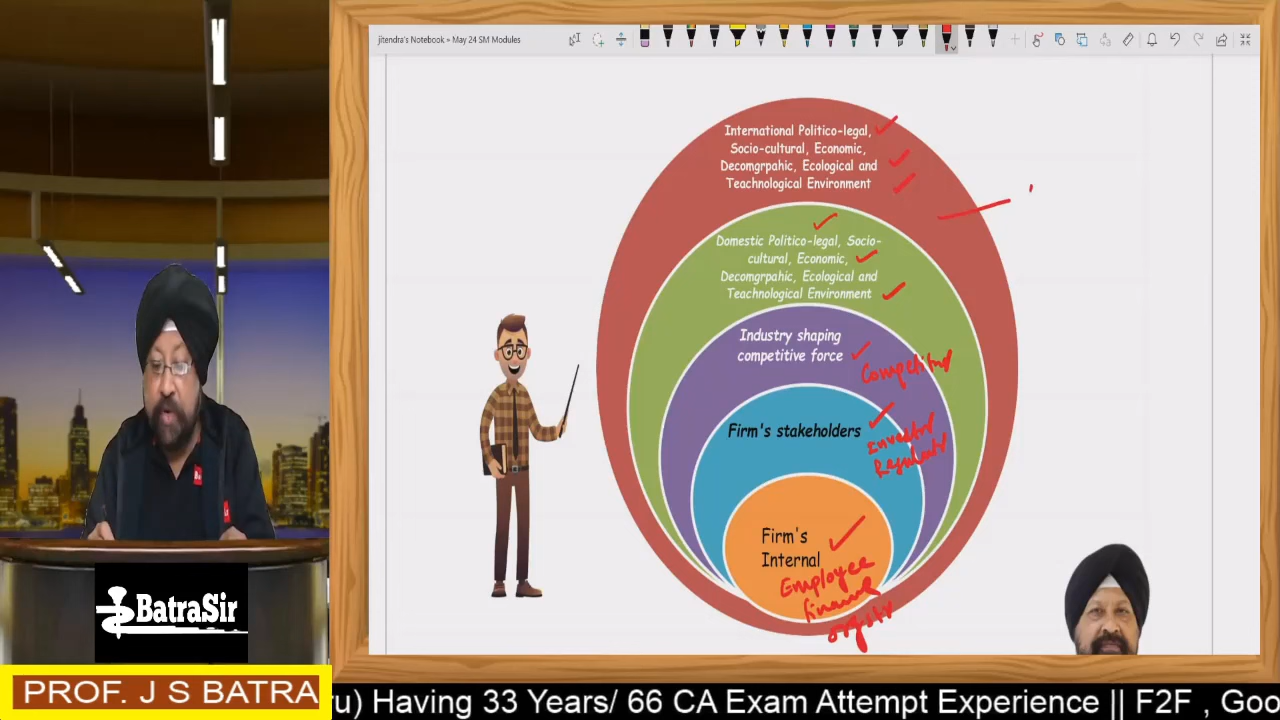 jitendra's Notebook » May 24 SM Modules
International Politico-legal,
Socio-cultural, Economic,
Decomgrpahic, Ecological and
Teachnological Environment
Domestic Politico-legal, Socio-
cultural, Economic,
Decomgrpahic, Ecological and
Teachnological Environment
Industry shaping
competitive force
Firm's stakeholders
Regulator
Firm's
Internal
Employee
finance
BatraSir
PROF. J S BATRA
ru) Having 33 Years/ 66 CA Exam Attempt Experience || F2F , Goo